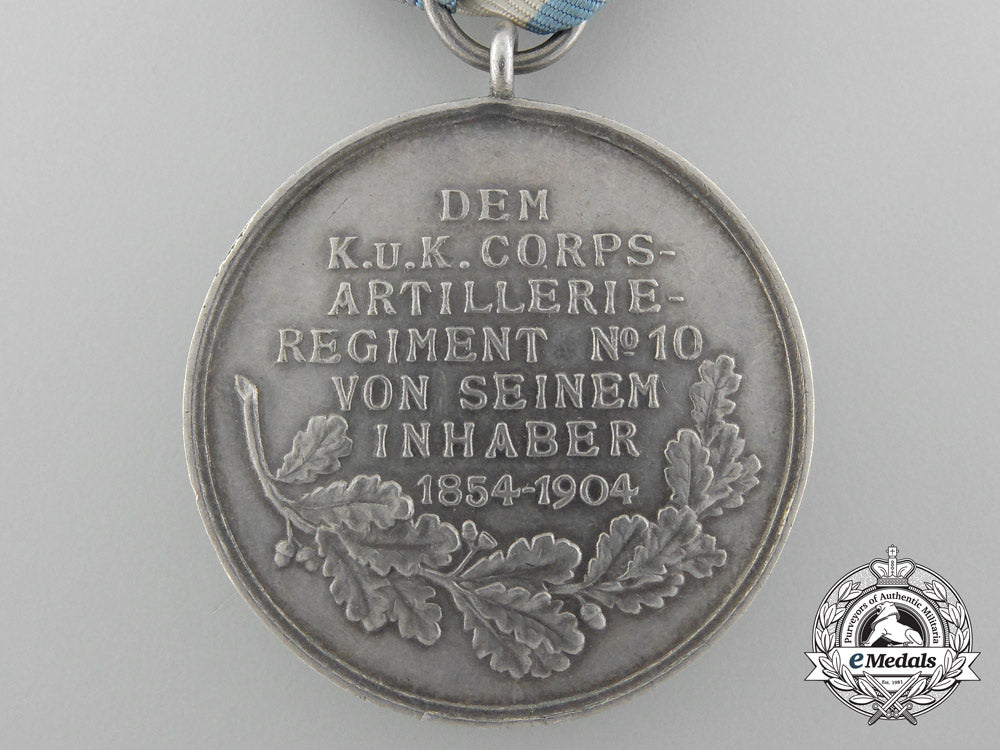 DEM
K.u.K. CORPS-
ARTILLERIE-
REGIMENT No 10
VON SEINEM
INHABER
1854-1904
Purveyors of Authentic Militaria
eMedals
Est. 1981